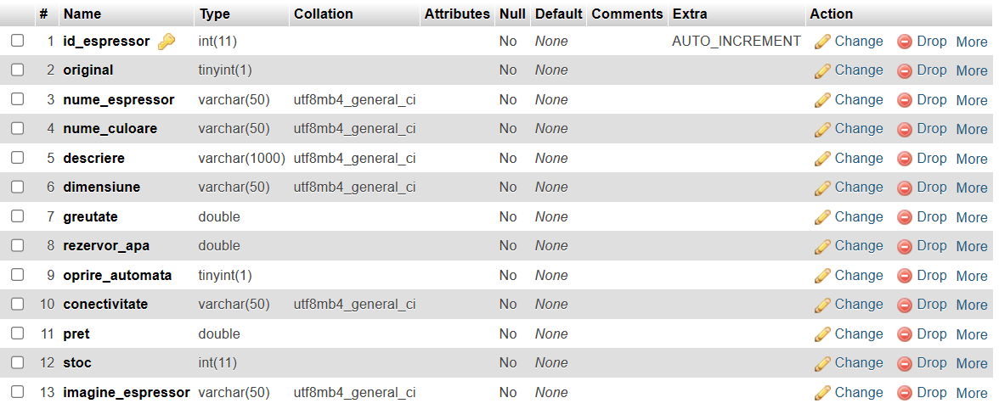 # Name Type Collation Attributes Null Default Comments Extra Action
1 id_espressor int(11) No None AUTO_INCREMENT Change Drop More
2 original tinyint(1) No None Change Drop More
3 nume_espressor varchar(50) utf8mb4_general_ci No None Change Drop More
4 nume_culoare varchar(50) utf8mb4_general_ci No None Change Drop More
5 descriere varchar(1000) utf8mb4_general_ci No None Change Drop More
6 dimensiune varchar(50) utf8mb4_general_ci No None Change Drop More
7 greutate double No None Change Drop More
8 rezervor_apa double No None Change Drop More
9 oprire_automata tinyint(1) No None Change Drop More
10 conectivitate varchar(50) utf8mb4_general_ci No None Change Drop More
11 pret double No None Change Drop More
12 stoc int(11) No None Change Drop More
13 imagine_espressor varchar(50) utf8mb4_general_ci No None Change Drop More